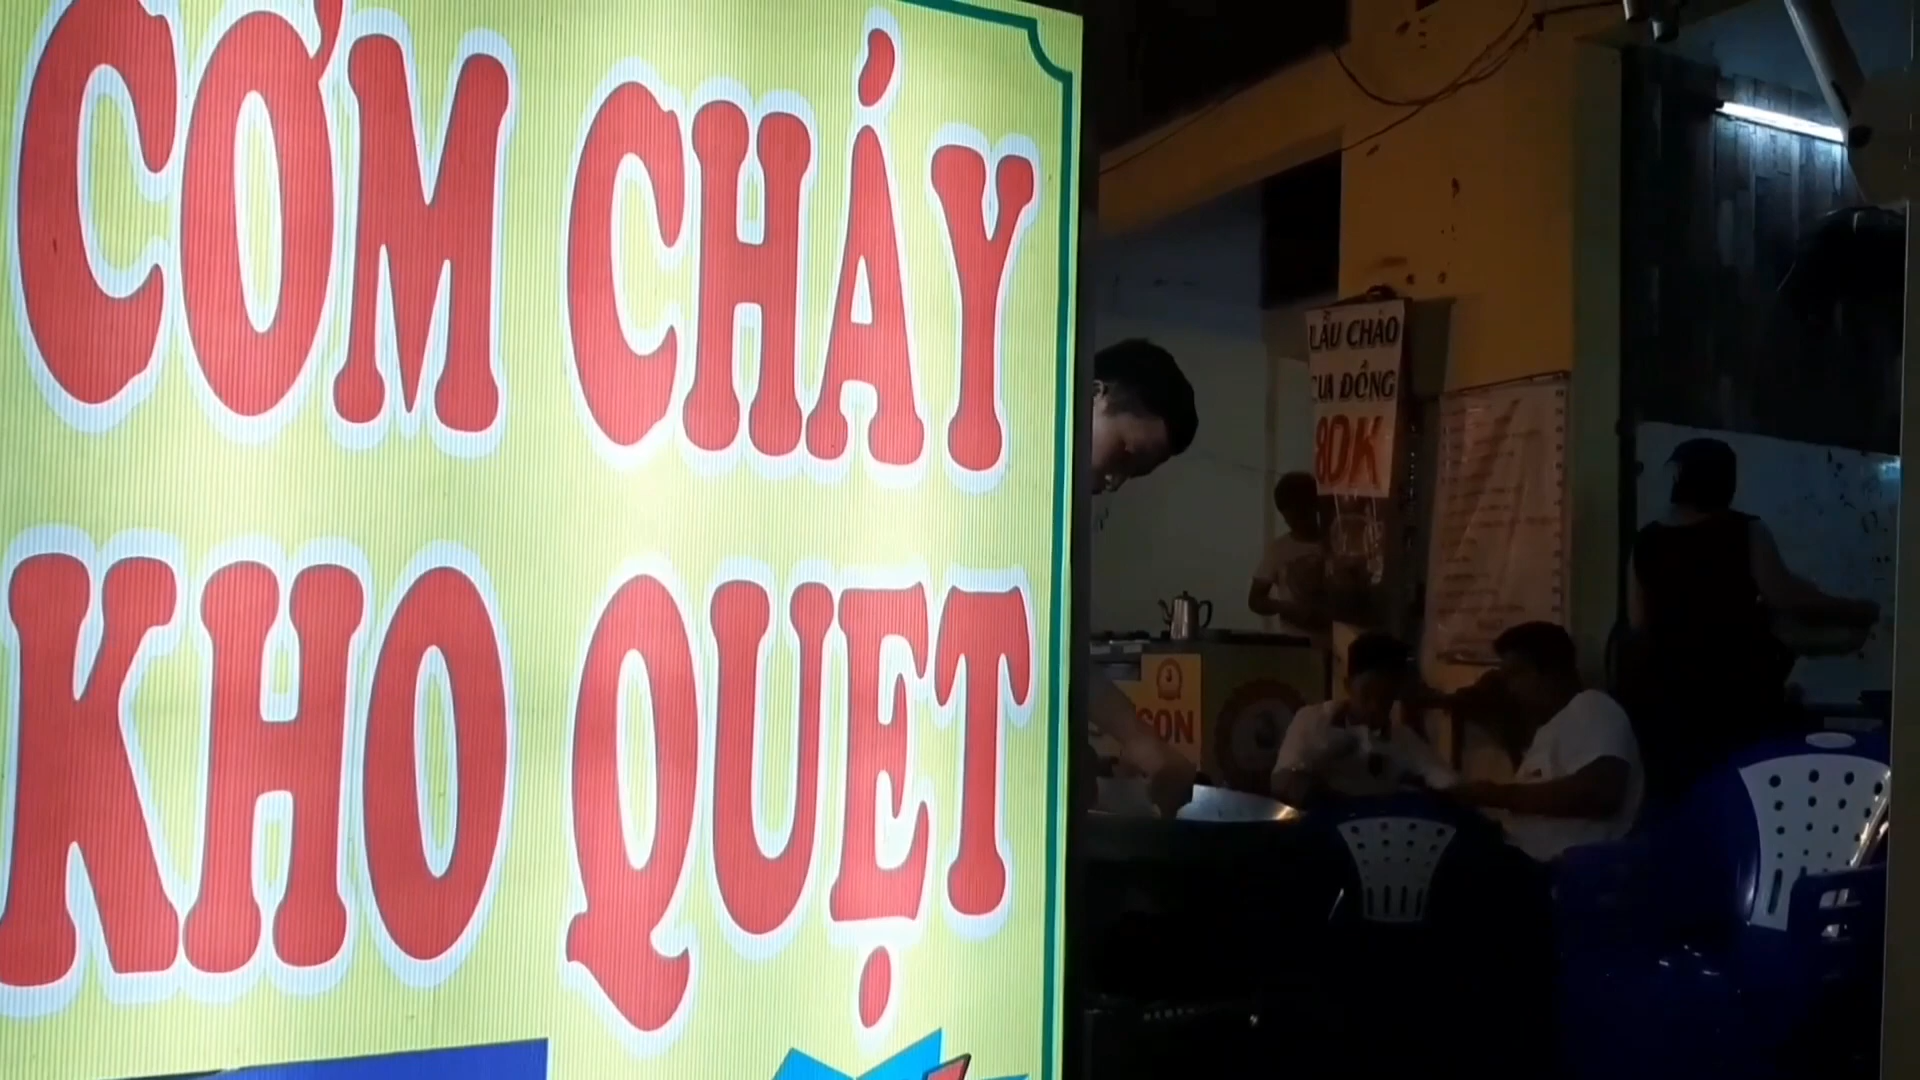 CƠM CHÁY
KHO QUẸT
LẨU CHÁO
CUA ĐỒNG
80K
SON